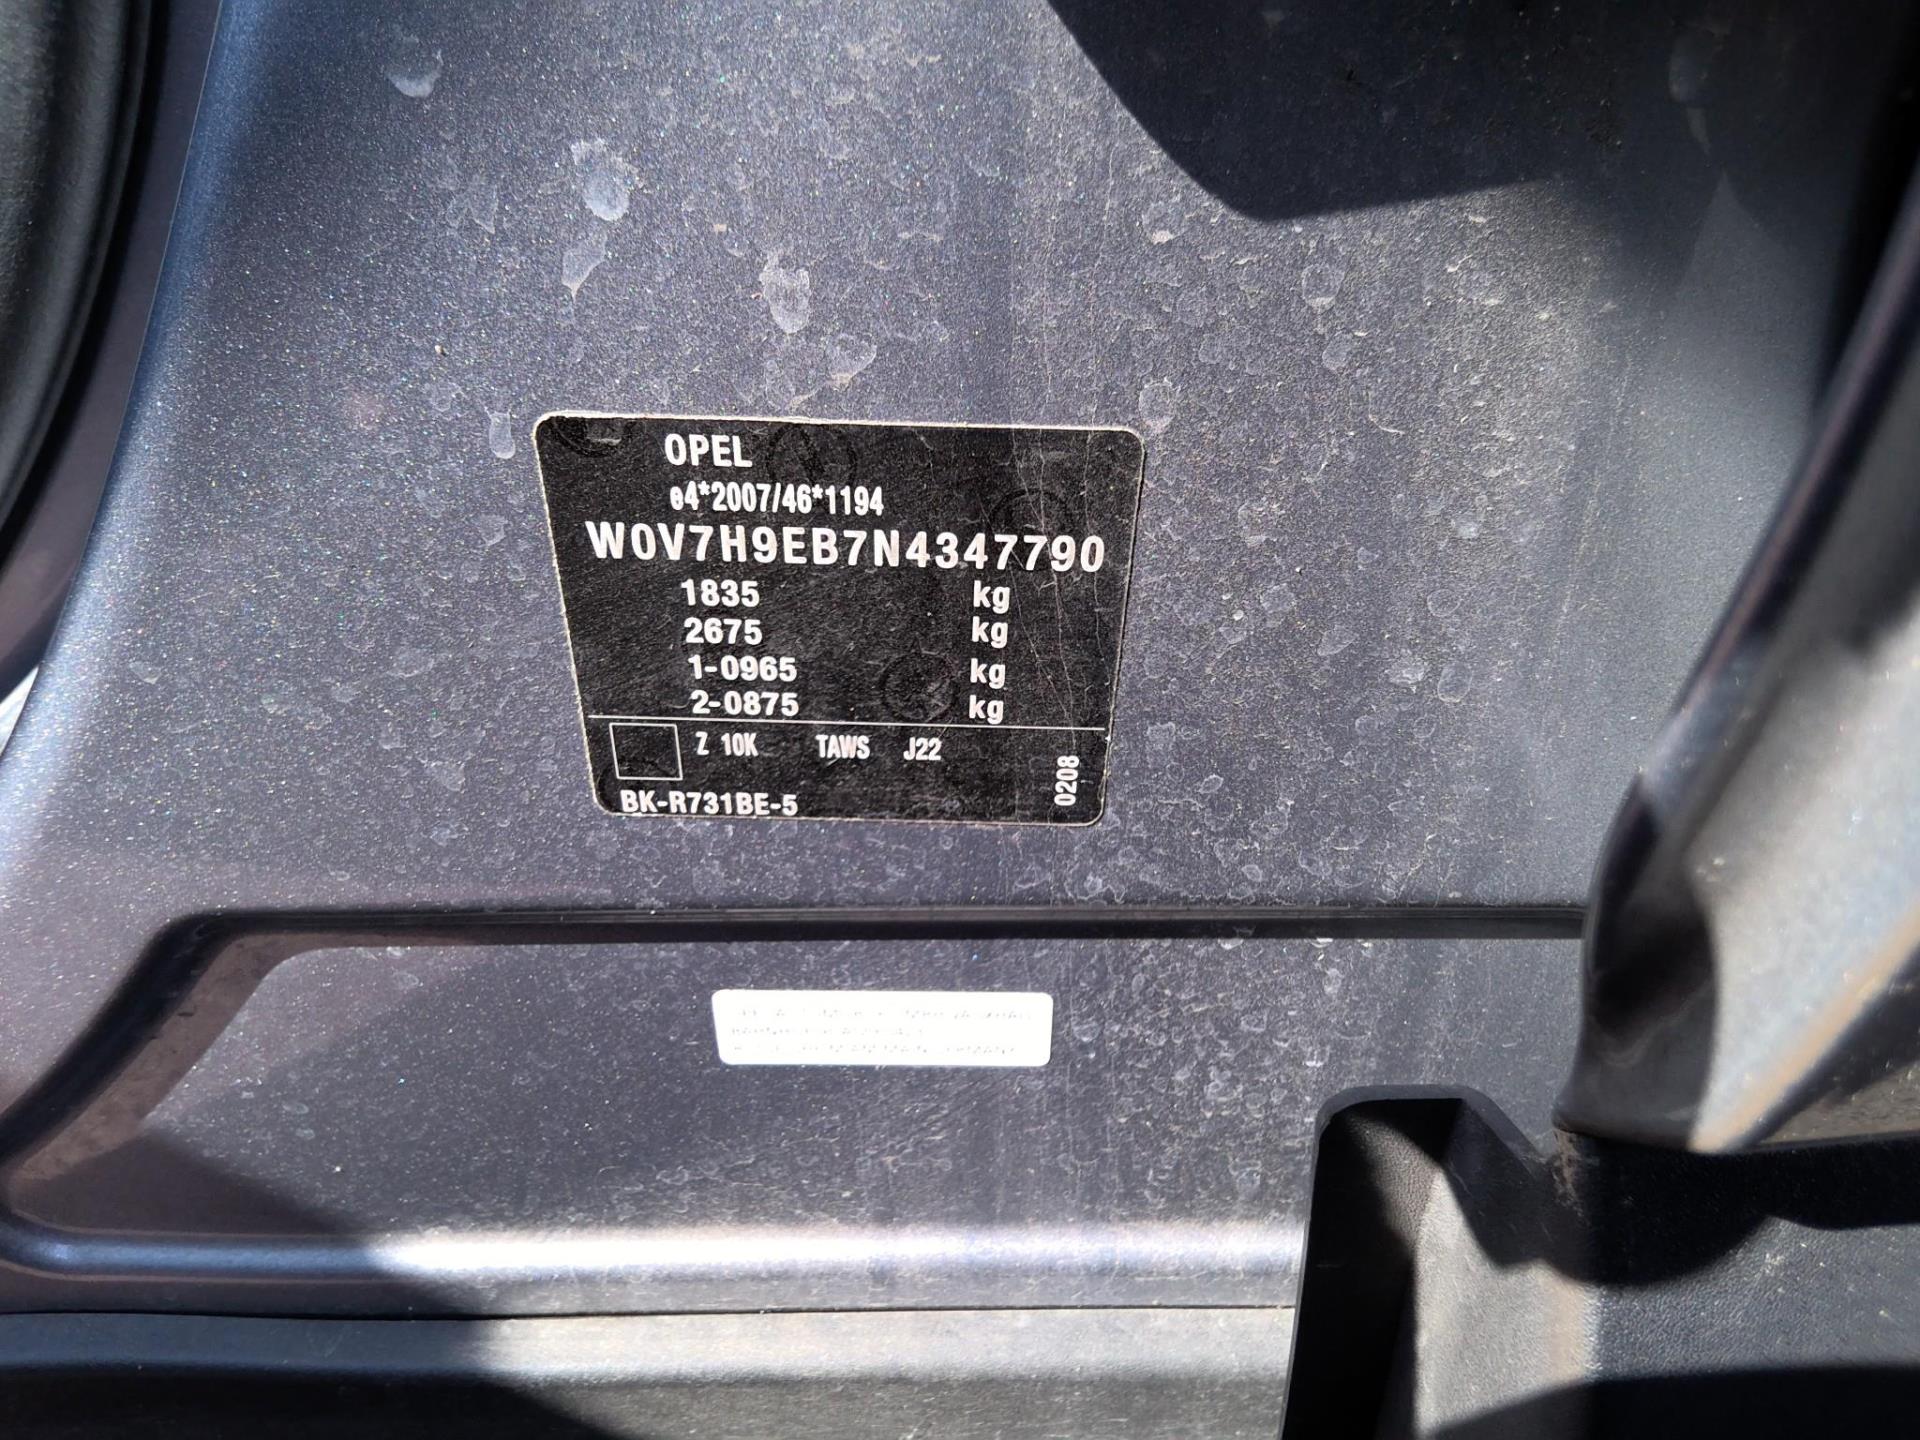 OPEL
e4*2007/46*1194
W0V7H9EB7N4347790
1835 kg
2675 kg
1-0965 kg
2-0875 kg
Z 10K TAWS J22
0208
BK-R731BE-5